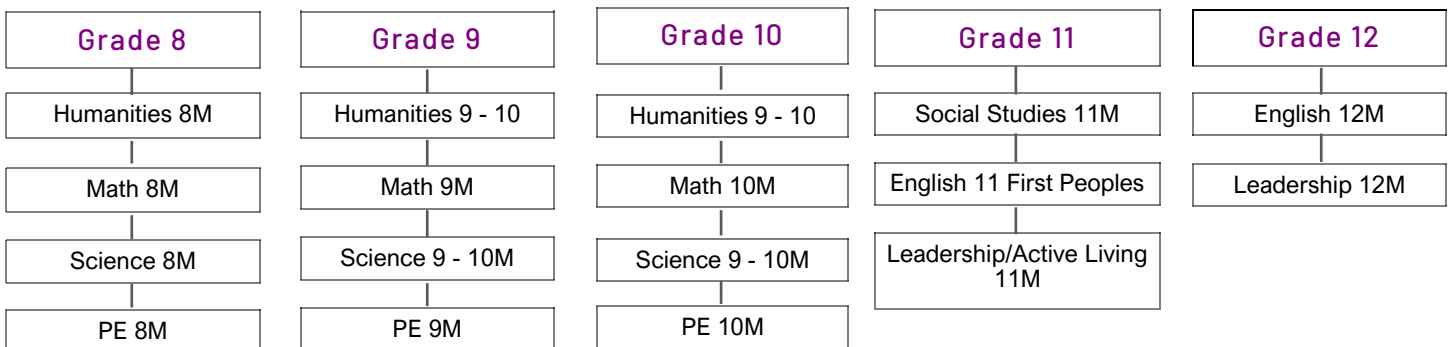 Grade 8
Humanities 8M
Math 8M
Science 8M
PE 8M
Grade 9
Humanities 9 - 10
Math 9M
Science 9 - 10M
PE 9M
Grade 10
Humanities 9 - 10
Math 10M
Science 9 - 10M
PE 10M
Grade 11
Social Studies 11M
English 11 First Peoples
Leadership/Active Living
11M
Grade 12
English 12M
Leadership 12M